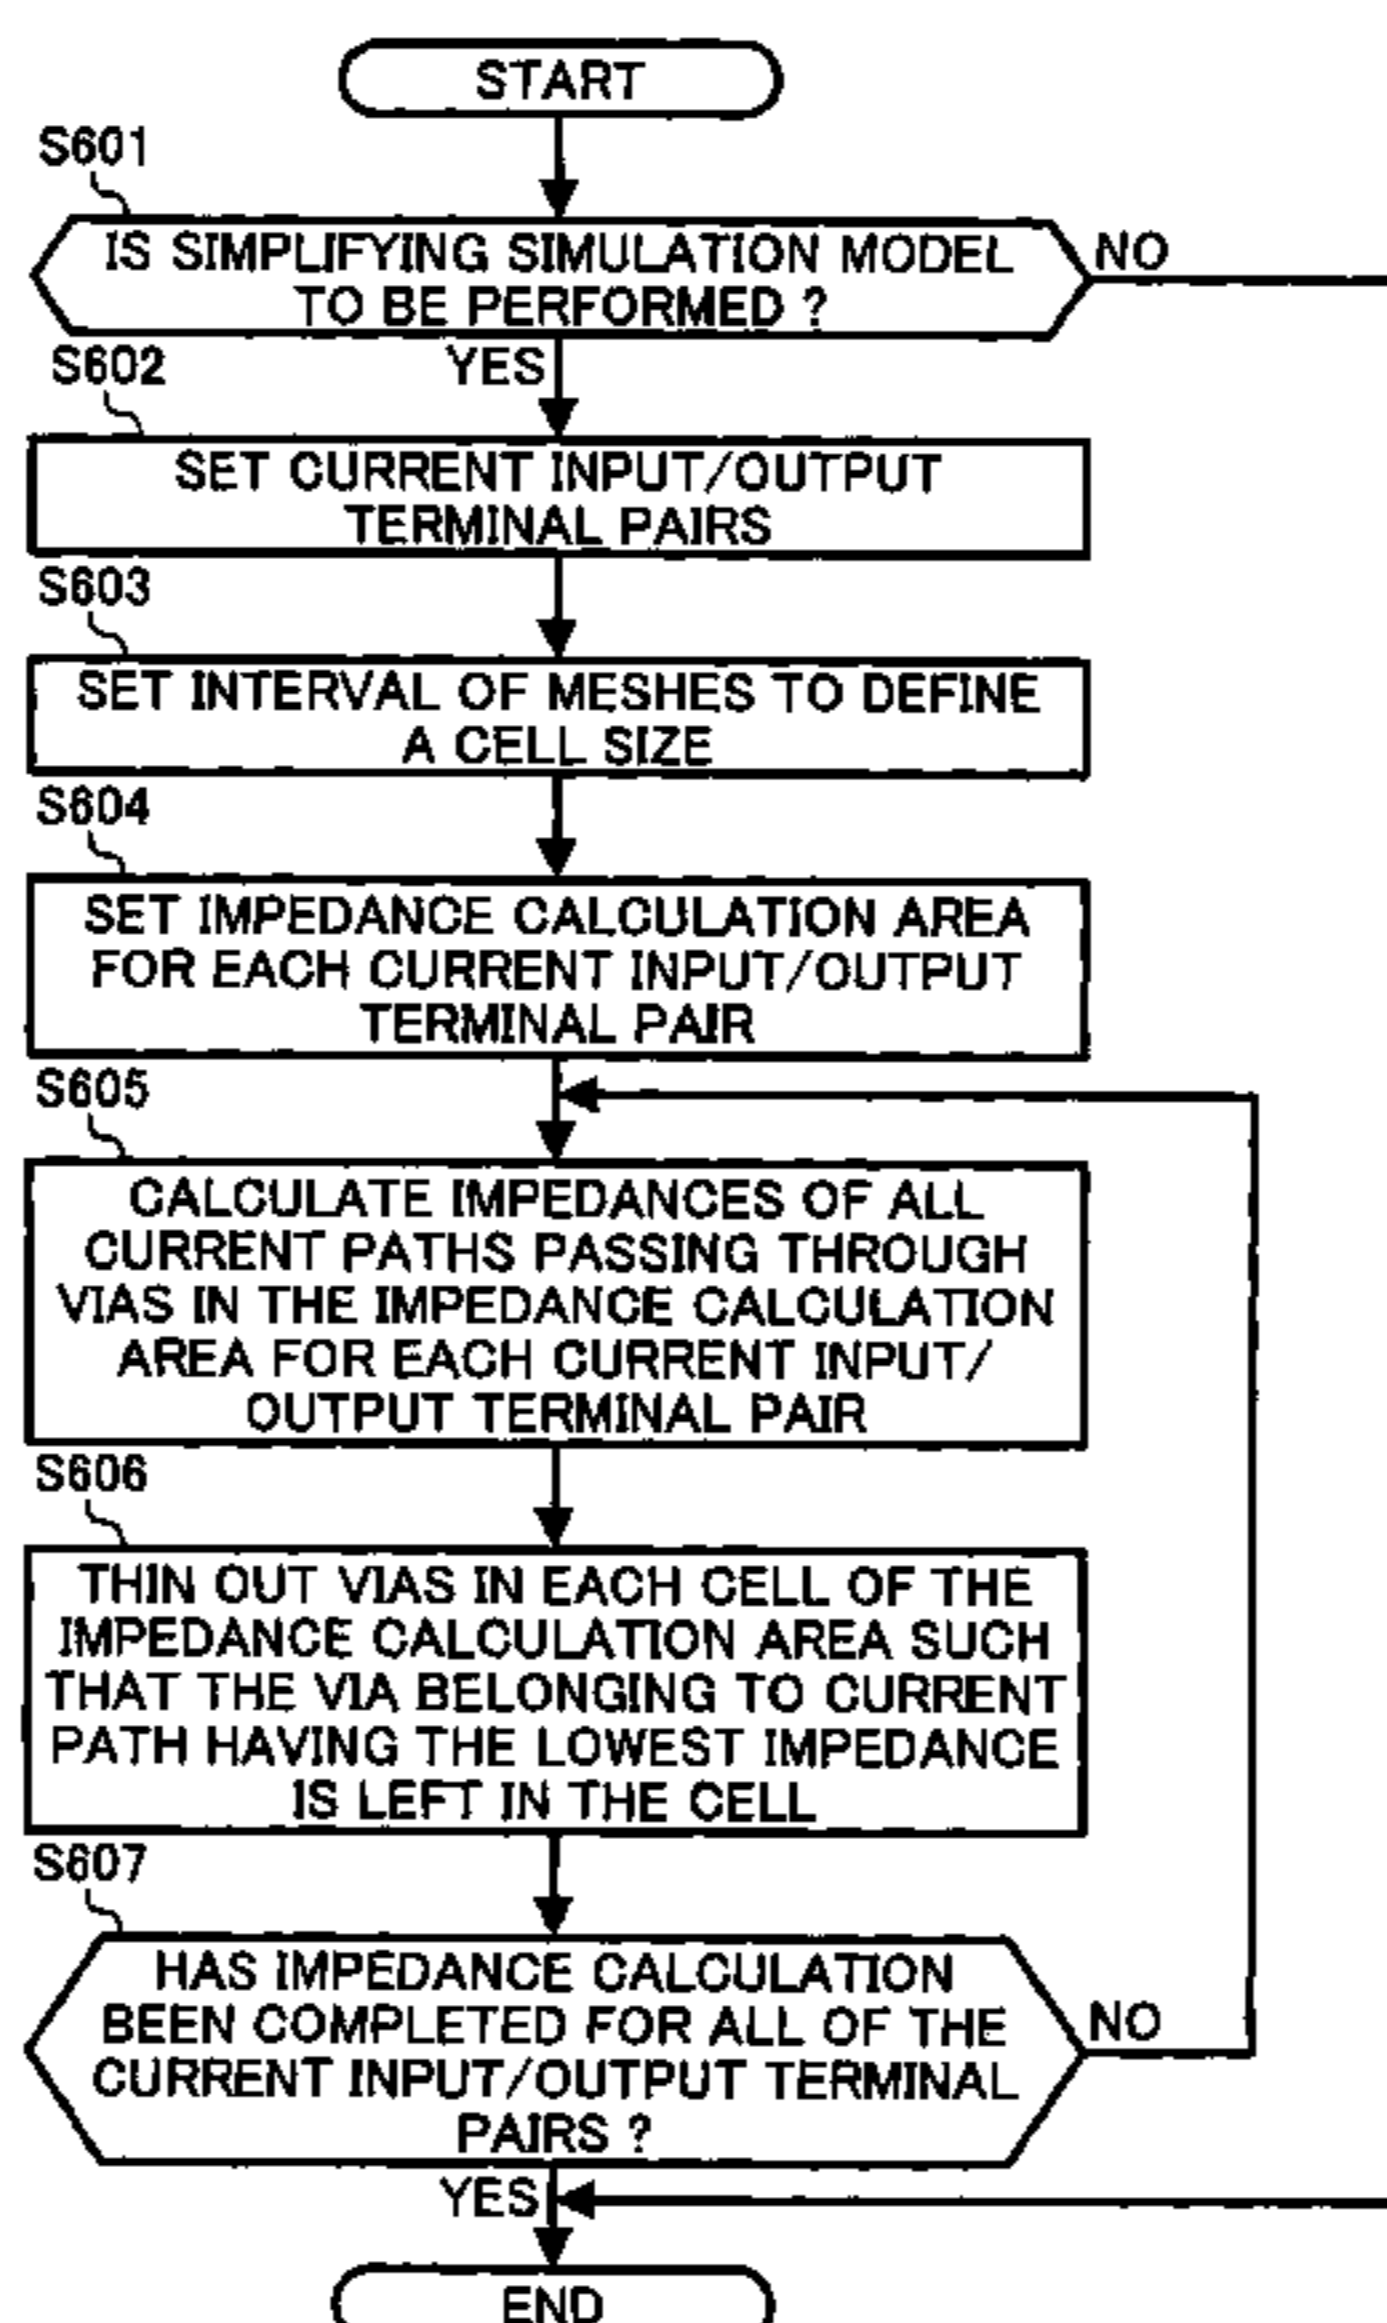 START
S601
IS SIMPLIFYING SIMULATION MODEL
TO BE PERFORMED ?
NO
YES
S602
SET CURRENT INPUT/OUTPUT
TERMINAL PAIRS
S603
SET INTERVAL OF MESHES TO DEFINE
A CELL SIZE
S604
SET IMPEDANCE CALCULATION AREA
FOR EACH CURRENT INPUT/OUTPUT
TERMINAL PAIR
S605
CALCULATE IMPEDANCES OF ALL
CURRENT PATHS PASSING THROUGH
VIAS IN THE IMPEDANCE CALCULATION
AREA FOR EACH CURRENT INPUT/
OUTPUT TERMINAL PAIR
S606
THIN OUT VIAS IN EACH CELL OF THE
IMPEDANCE CALCULATION AREA SUCH
THAT THE VIA BELONGING TO CURRENT
PATH HAVING THE LOWEST IMPEDANCE
IS LEFT IN THE CELL
S607
HAS IMPEDANCE CALCULATION
BEEN COMPLETED FOR ALL OF THE
CURRENT INPUT/OUTPUT TERMINAL
PAIRS ?
NO
YES
END